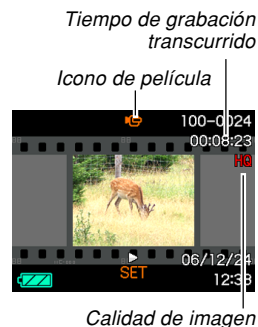 Tiempo de grabación
transcurrido
Icono de película
100-0024
00:08:23
HQ
SET
06/12/24
12:38
Calidad de imagen